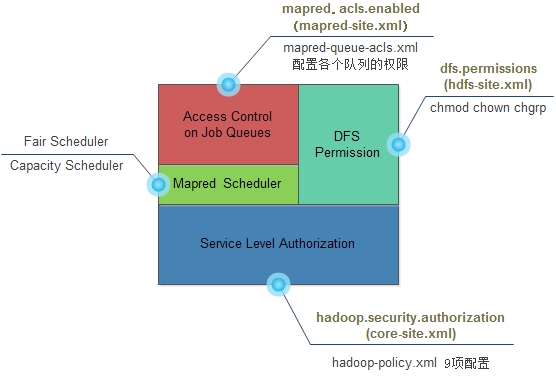 mapred. acls.enabled
(mapred-site.xml)
mapred-queue-acls.xml
配置各个队列的权限
dfs.permissions
(hdfs-site.xml)
chmod chown chgrp
Access Control
on Job Queues
DFS
Permission
Fair Scheduler
Capacity Scheduler
Mapred Scheduler
Service Level Authorization
hadoop.security.authorization
(core-site.xml)
hadoop-policy.xml 9项配置